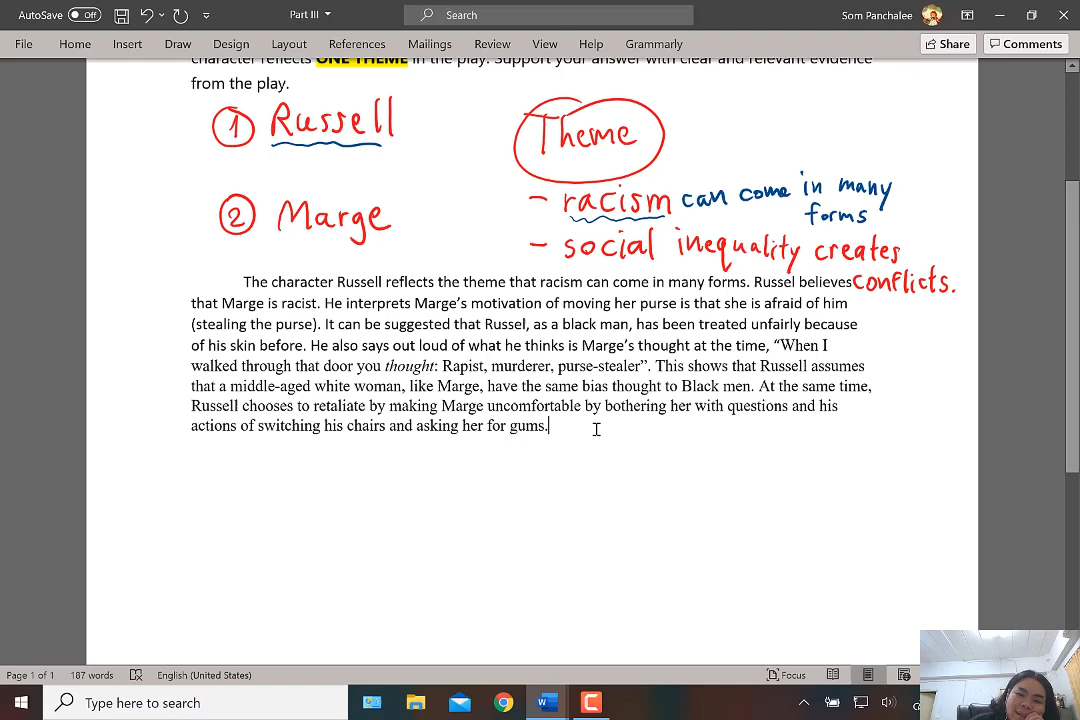 AutoSave Off Part III Search Som Panchalee
File Home Insert Draw Design Layout References Mailings Review View Help Grammarly Share Comments
character reflects ONE THEME in the play. Support your answer with clear and relevant evidence
from the play.
1 Russell
Theme
2 Marge
- racism can come in many
forms
- social inequality creates
conflicts.
The character Russell reflects the theme that racism can come in many forms. Russel believes
that Marge is racist. He interprets Marge’s motivation of moving her purse is that she is afraid of him
(stealing the purse). It can be suggested that Russel, as a black man, has been treated unfairly because
of his skin before. He also says out loud of what he thinks is Marge’s thought at the time, “When I
walked through that door you thought: Rapist, murderer, purse-stealer”. This shows that Russell assumes
that a middle-aged white woman, like Marge, have the same bias thought to Black men. At the same time,
Russell chooses to retaliate by making Marge uncomfortable by bothering her with questions and his
actions of switching his chairs and asking her for gums.
Page 1 of 1 187 words English (United States) Focus
Type here to search